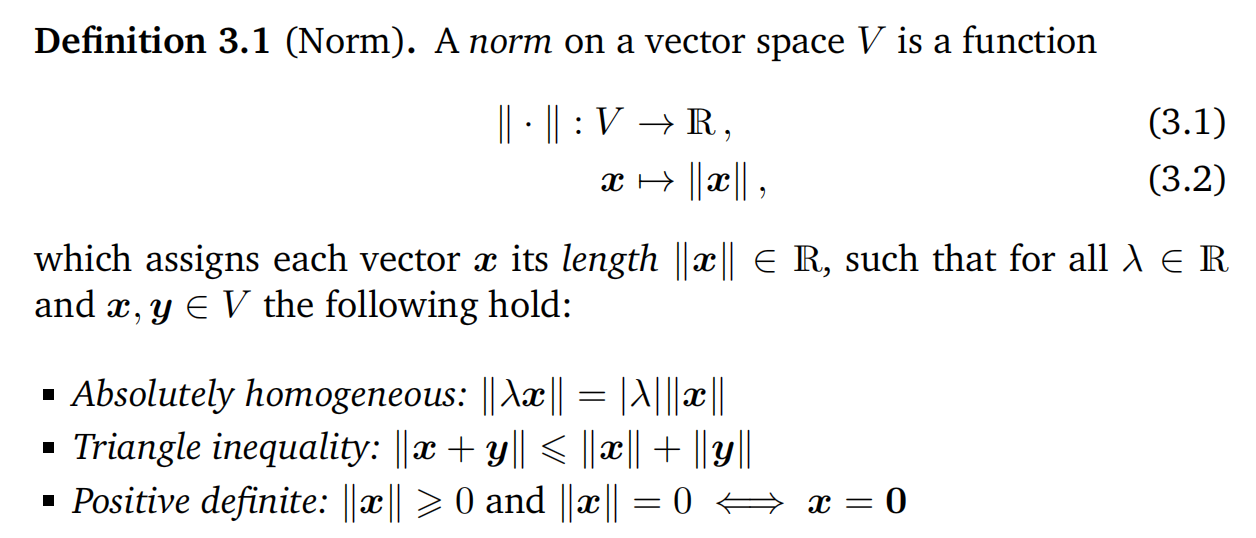 Definition 3.1 (Norm). A norm on a vector space V is a function
‖ · ‖ : V → ℝ, (3.1)
x ↦ ‖x‖, (3.2)
which assigns each vector x its length ‖x‖ ∈ ℝ, such that for all λ ∈ ℝ
and x, y ∈ V the following hold:
▪ Absolutely homogeneous: ‖λx‖ = |λ|‖x‖
▪ Triangle inequality: ‖x + y‖ ⩽ ‖x‖ + ‖y‖
▪ Positive definite: ‖x‖ ⩾ 0 and ‖x‖ = 0 ⟺ x = 0